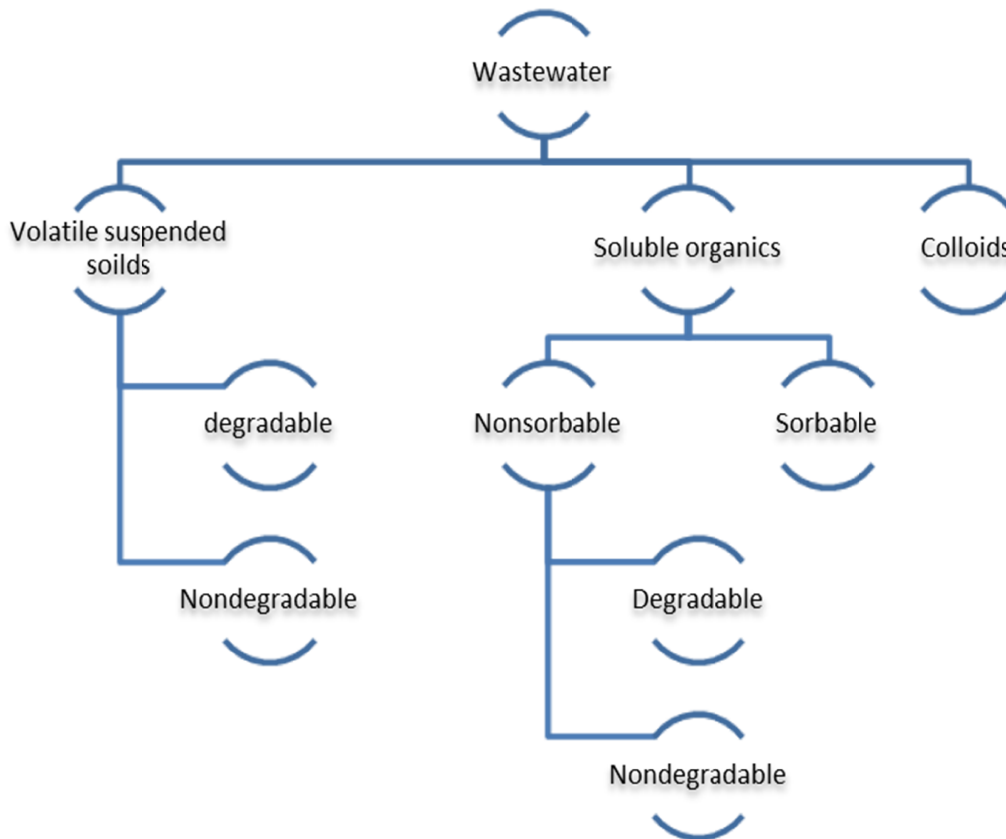 Wastewater
Volatile suspended
soilds
Soluble organics
Colloids
degradable
Nonsorbable
Sorbable
Nondegradable
Degradable
Nondegradable